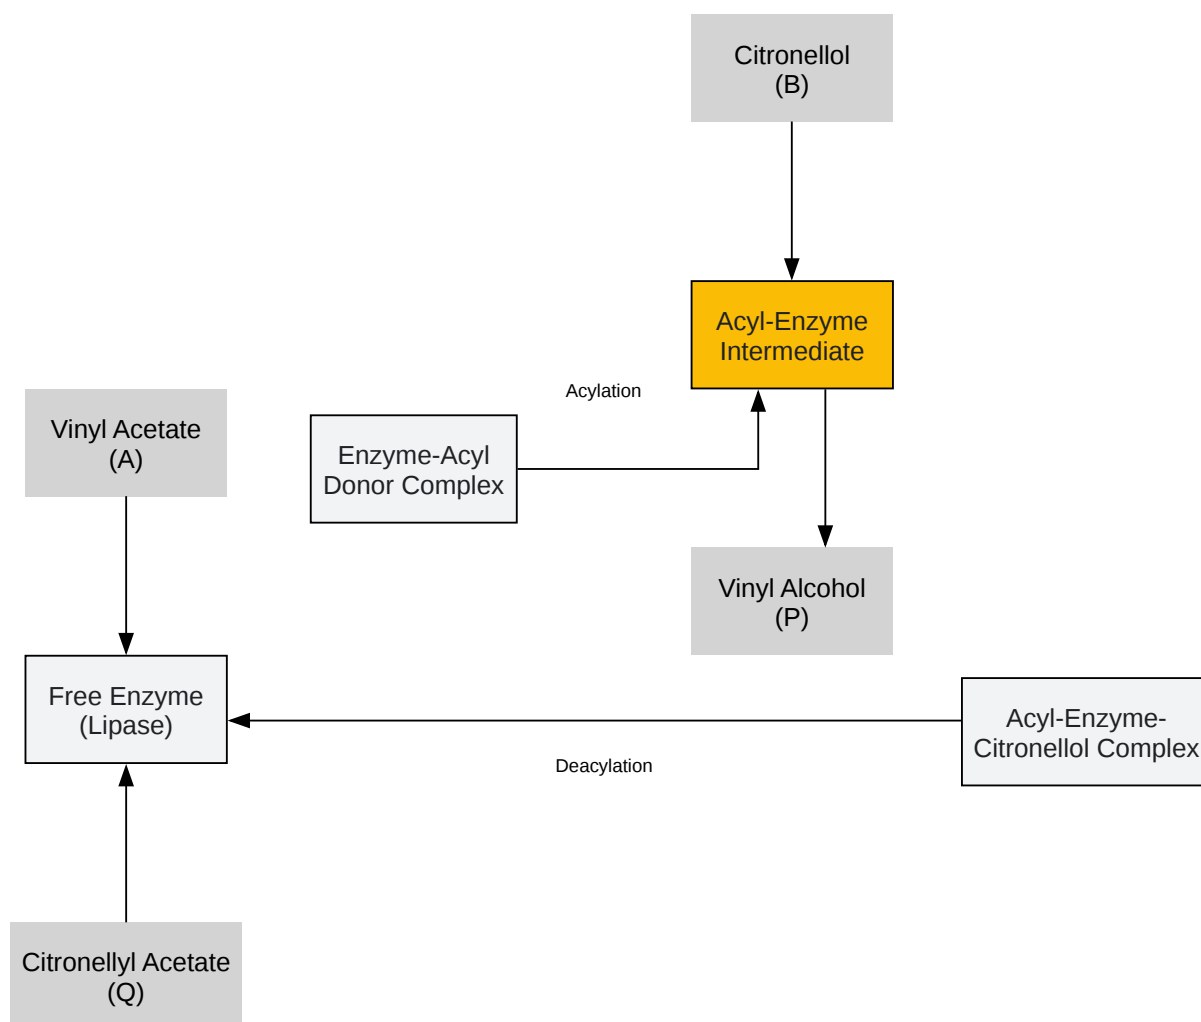 Citronellol
(B)
Acyl-Enzyme
Intermediate
Acylation
Vinyl Acetate
(A)
Enzyme-Acyl
Donor Complex
Vinyl Alcohol
(P)
Free Enzyme
(Lipase)
Acyl-Enzyme-
Citronellol Complex
Deacylation
Citronellyl Acetate
(Q)